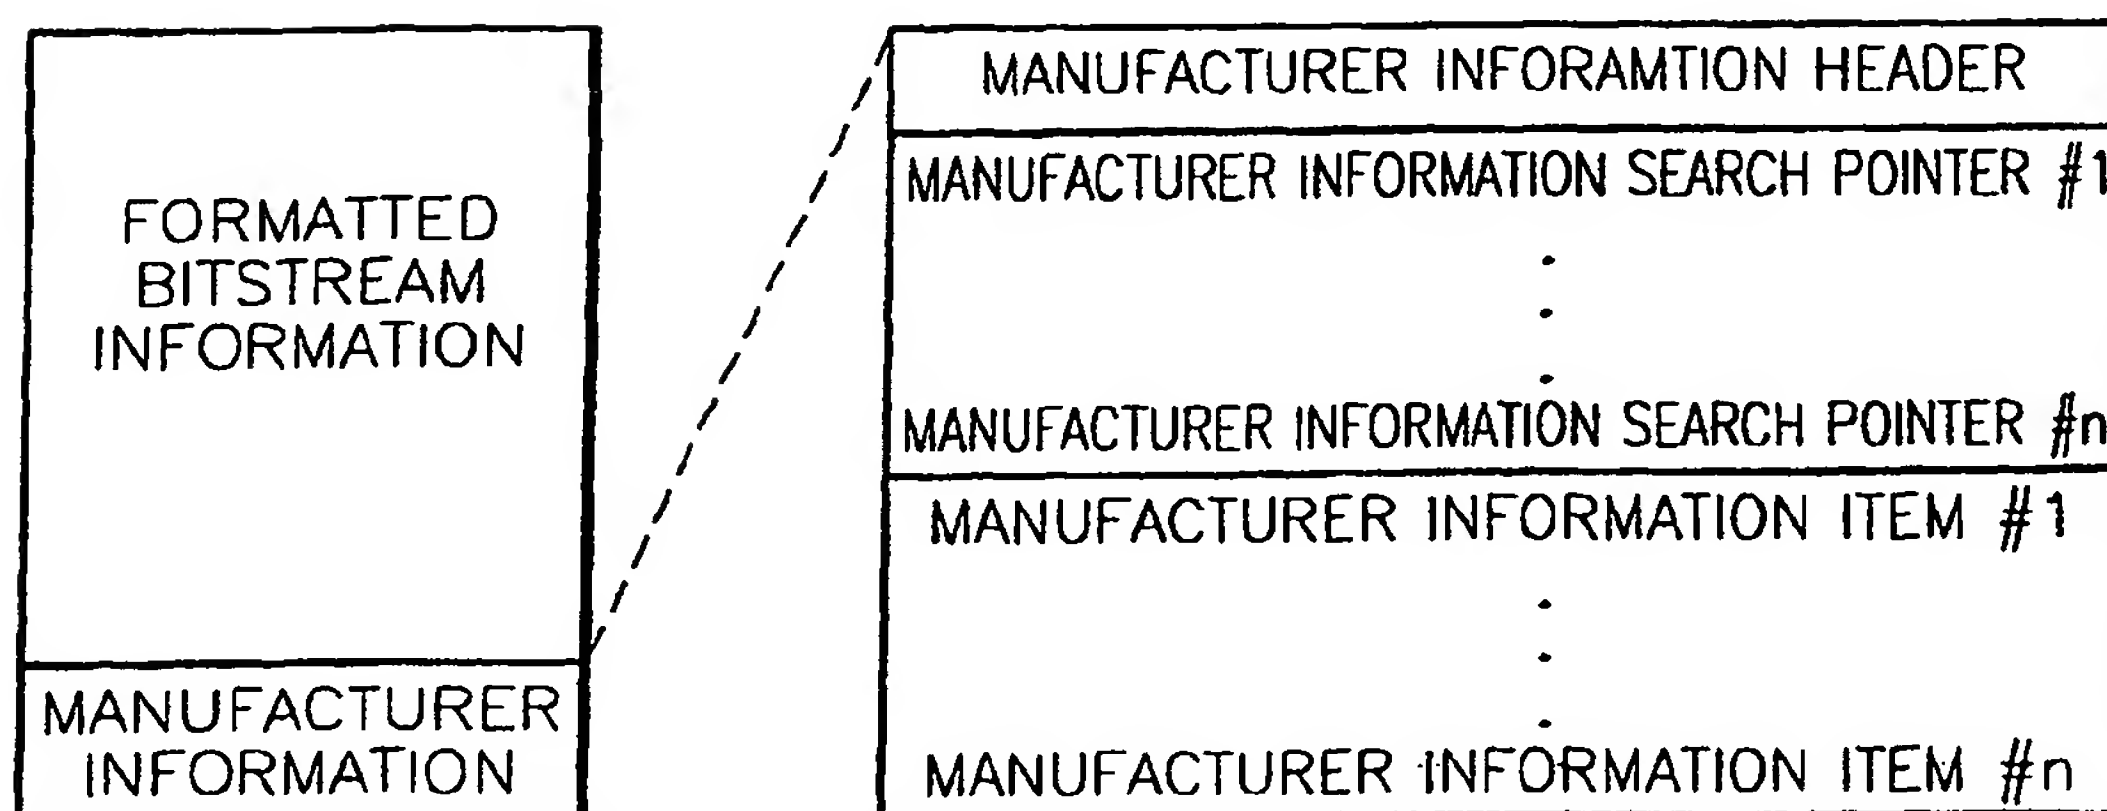 FORMATTED
BITSTREAM
INFORMATION
MANUFACTURER
INFORMATION
MANUFACTURER INFORAMTION HEADER
MANUFACTURER INFORMATION SEARCH POINTER #1
MANUFACTURER INFORMATION SEARCH POINTER #n
MANUFACTURER INFORMATION ITEM #1
MANUFACTURER INFORMATION ITEM #n